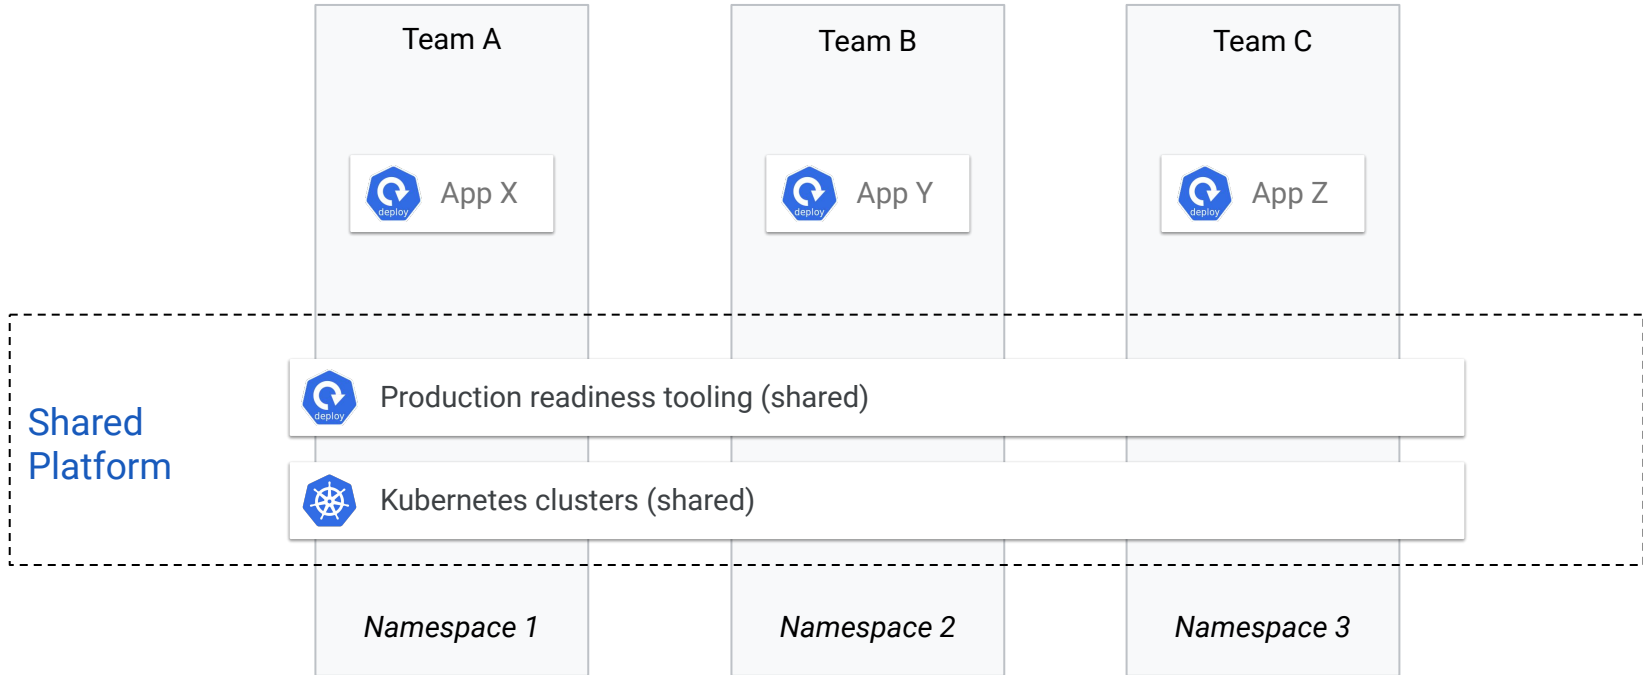 Team A
Team B
Team C
deploy
App X
deploy
App Y
deploy
App Z
Shared
Platform
deploy
Production readiness tooling (shared)
Kubernetes clusters (shared)
Namespace 1
Namespace 2
Namespace 3